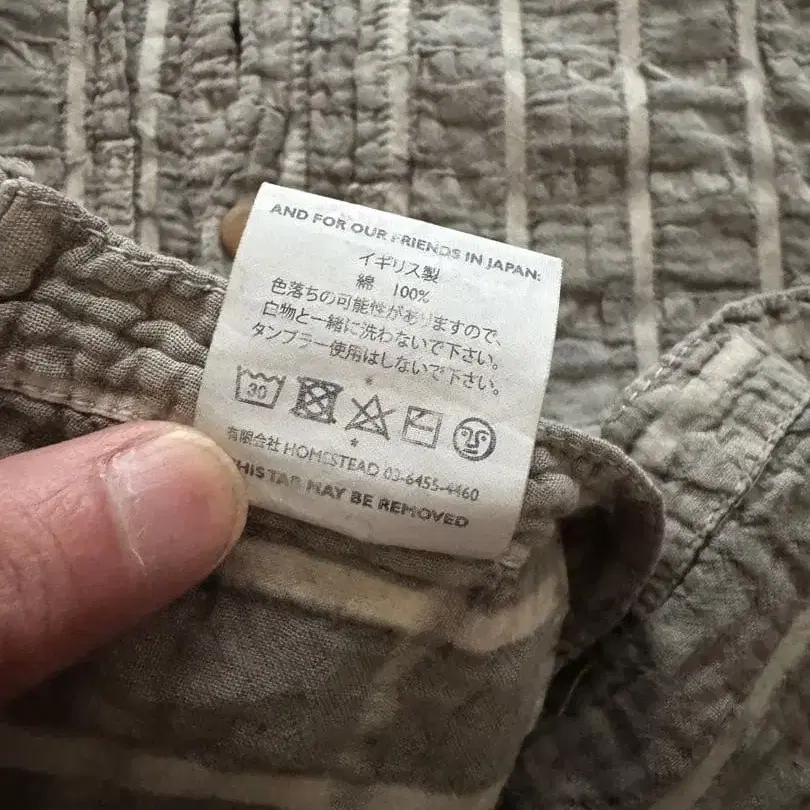 AND FOR OUR FRIENDS IN JAPAN:
イギリス製
綿 100%
色落ちの可能性がありますので、
白物と一緒に洗わないで下さい。
タンブラー使用はしないで下さい。
30
有限会社 HOMESTEAD 03-6455-4460
THIS TAB MAY BE REMOVED